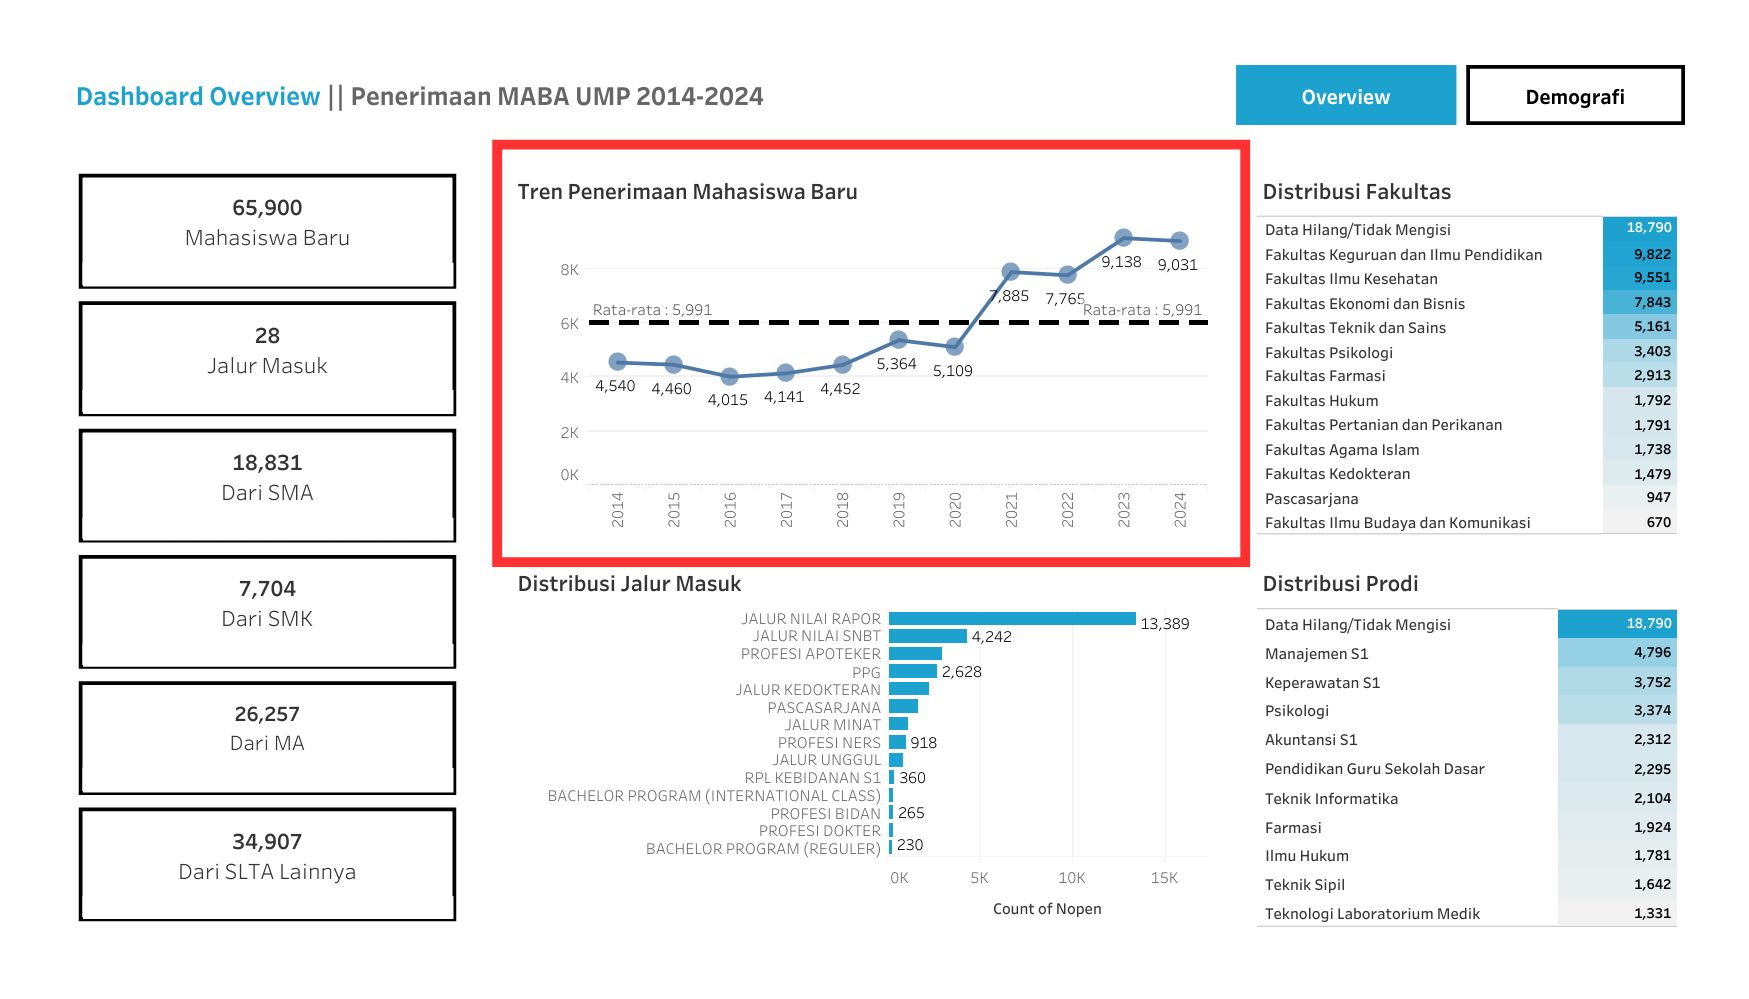 Dashboard Overview || Penerimaan MABA UMP 2014-2024
Overview
Demografi
65,900
Mahasiswa Baru
28
Jalur Masuk
18,831
Dari SMA
7,704
Dari SMK
26,257
Dari MA
34,907
Dari SLTA Lainnya
Tren Penerimaan Mahasiswa Baru
8K
6K
4K
2K
0K
Rata-rata : 5,991
Rata-rata : 5,991
4,540
4,460
4,015
4,141
4,452
5,364
5,109
7,885
7,765
9,138
9,031
2014
2015
2016
2017
2018
2019
2020
2021
2022
2023
2024
Distribusi Jalur Masuk
JALUR NILAI RAPOR 13,389
JALUR NILAI SNBT 4,242
PROFESI APOTEKER
PPG 2,628
JALUR KEDOKTERAN
PASCASARJANA
JALUR MINAT
PROFESI NERS 918
JALUR UNGGUL
RPL KEBIDANAN S1 360
BACHELOR PROGRAM (INTERNATIONAL CLASS)
PROFESI BIDAN 265
PROFESI DOKTER
BACHELOR PROGRAM (REGULER) 230
0K 5K 10K 15K
Count of Nopen
Distribusi Fakultas
Data Hilang/Tidak Mengisi 18,790
Fakultas Keguruan dan Ilmu Pendidikan 9,822
Fakultas Ilmu Kesehatan 9,551
Fakultas Ekonomi dan Bisnis 7,843
Fakultas Teknik dan Sains 5,161
Fakultas Psikologi 3,403
Fakultas Farmasi 2,913
Fakultas Hukum 1,792
Fakultas Pertanian dan Perikanan 1,791
Fakultas Agama Islam 1,738
Fakultas Kedokteran 1,479
Pascasarjana 947
Fakultas Ilmu Budaya dan Komunikasi 670
Distribusi Prodi
Data Hilang/Tidak Mengisi 18,790
Manajemen S1 4,796
Keperawatan S1 3,752
Psikologi 3,374
Akuntansi S1 2,312
Pendidikan Guru Sekolah Dasar 2,295
Teknik Informatika 2,104
Farmasi 1,924
Ilmu Hukum 1,781
Teknik Sipil 1,642
Teknologi Laboratorium Medik 1,331